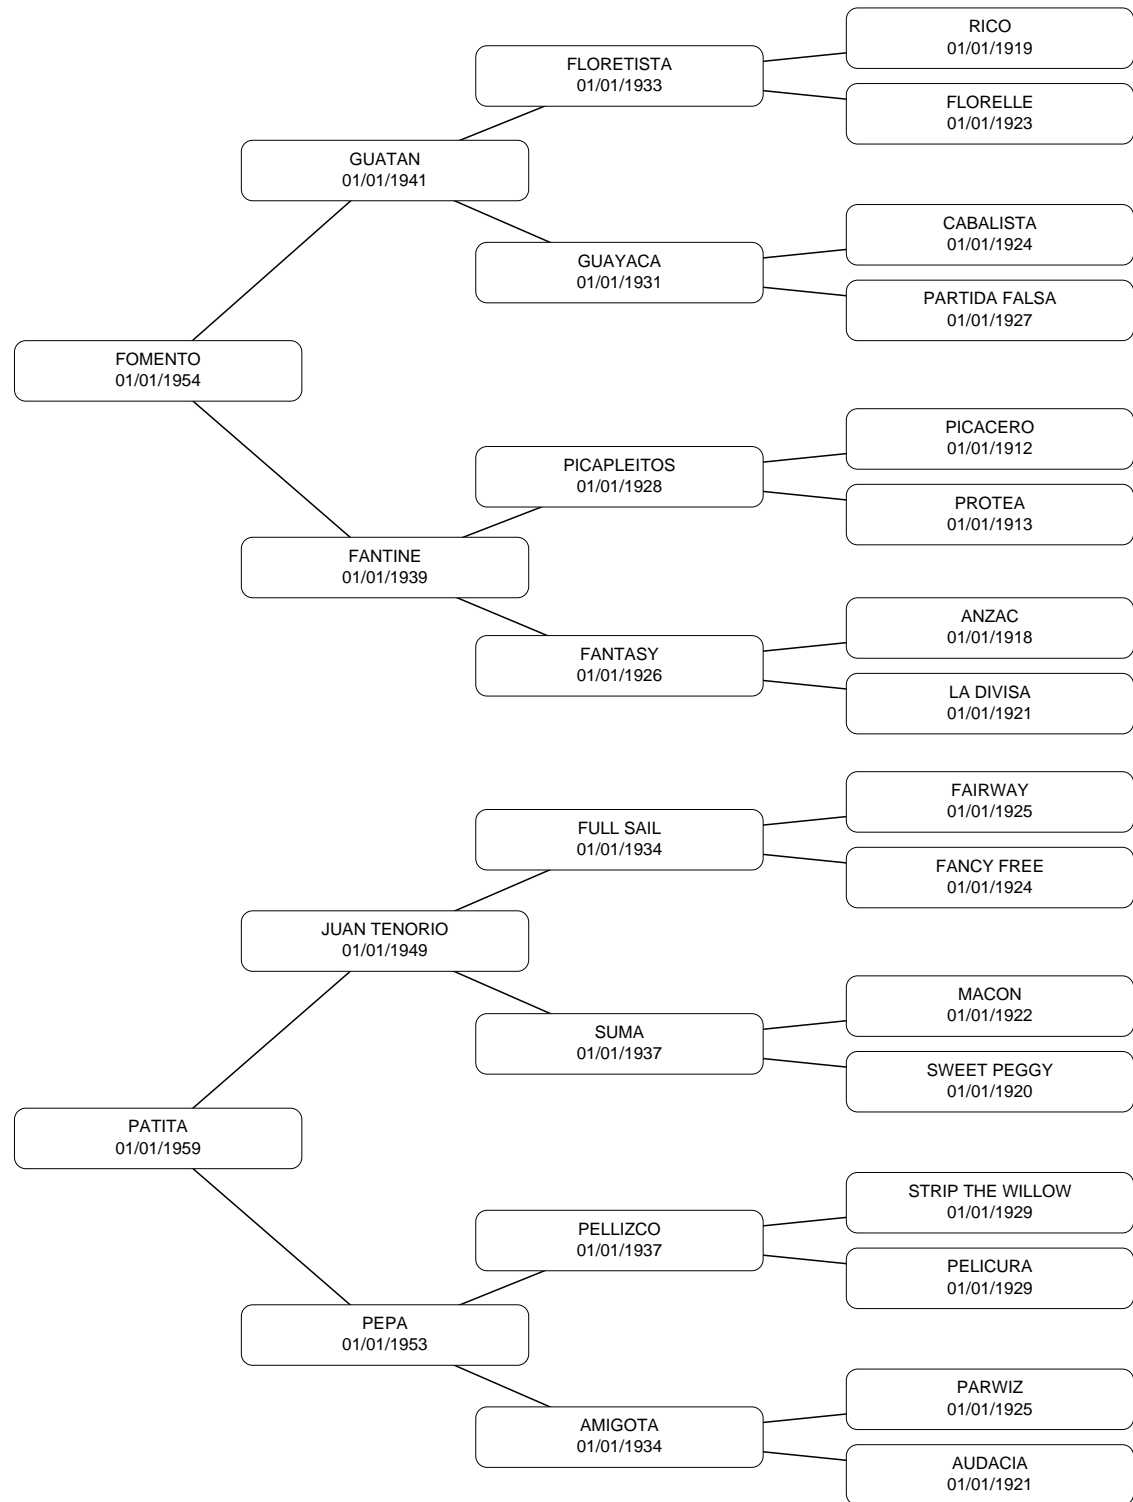 RICO
01/01/1919
FLORETISTA
01/01/1933
FLORELLE
01/01/1923
GUATAN
01/01/1941
CABALISTA
01/01/1924
GUAYACA
01/01/1931
PARTIDA FALSA
01/01/1927
FOMENTO
01/01/1954
PICACERO
01/01/1912
PICAPLEITOS
01/01/1928
PROTEA
01/01/1913
FANTINE
01/01/1939
ANZAC
01/01/1918
FANTASY
01/01/1926
LA DIVISA
01/01/1921
FAIRWAY
01/01/1925
FULL SAIL
01/01/1934
FANCY FREE
01/01/1924
JUAN TENORIO
01/01/1949
MACON
01/01/1922
SUMA
01/01/1937
SWEET PEGGY
01/01/1920
PATITA
01/01/1959
STRIP THE WILLOW
01/01/1929
PELLIZCO
01/01/1937
PELICURA
01/01/1929
PEPA
01/01/1953
PARWIZ
01/01/1925
AMIGOTA
01/01/1934
AUDACIA
01/01/1921